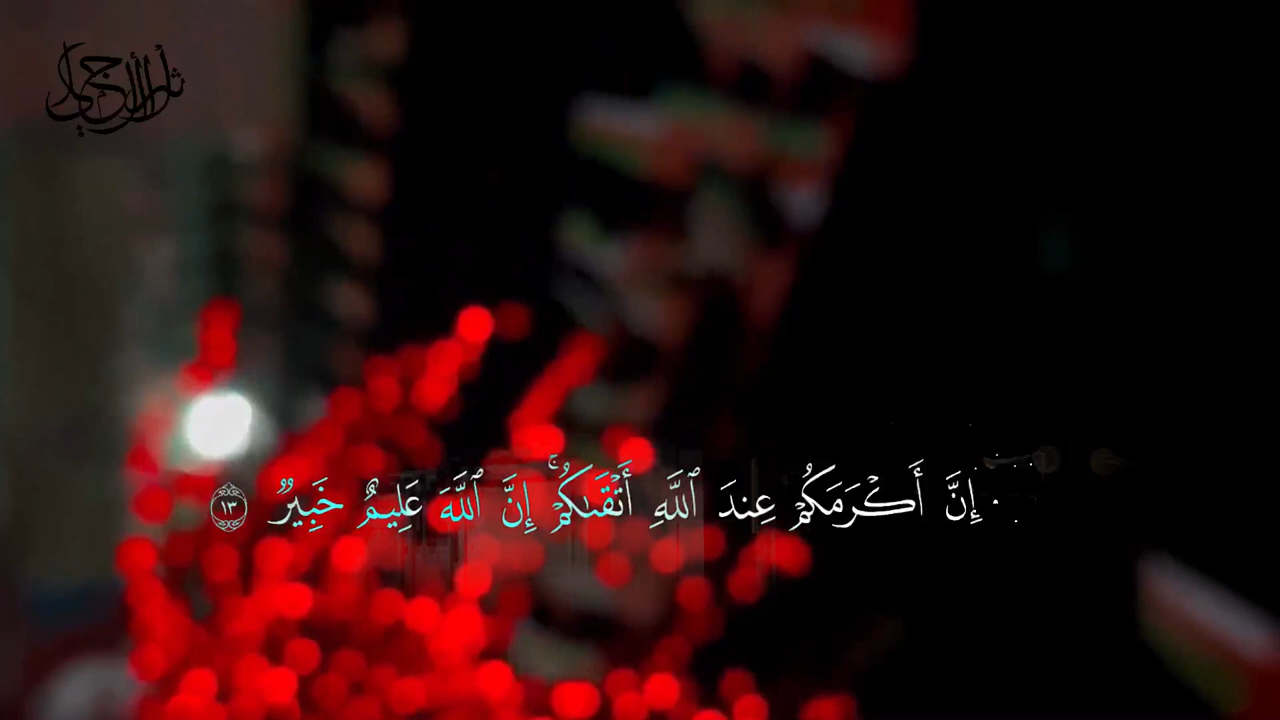 إِنَّ أَكْرَمَكُمْ عِندَ ٱللَّهِ أَتْقَىٰكُمْ ۚ إِنَّ ٱللَّهَ عَلِيمٌ خَبِيرٌ ١٣